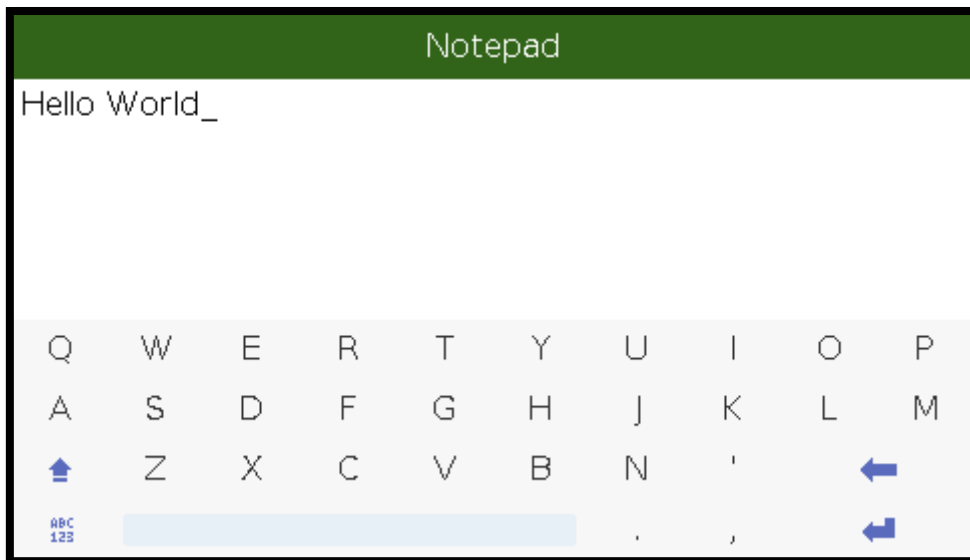 Notepad
Hello World_
Q W E R T Y U I O P
A S D F G H J K L M
Z X C V B N '
ABC
123
. ,